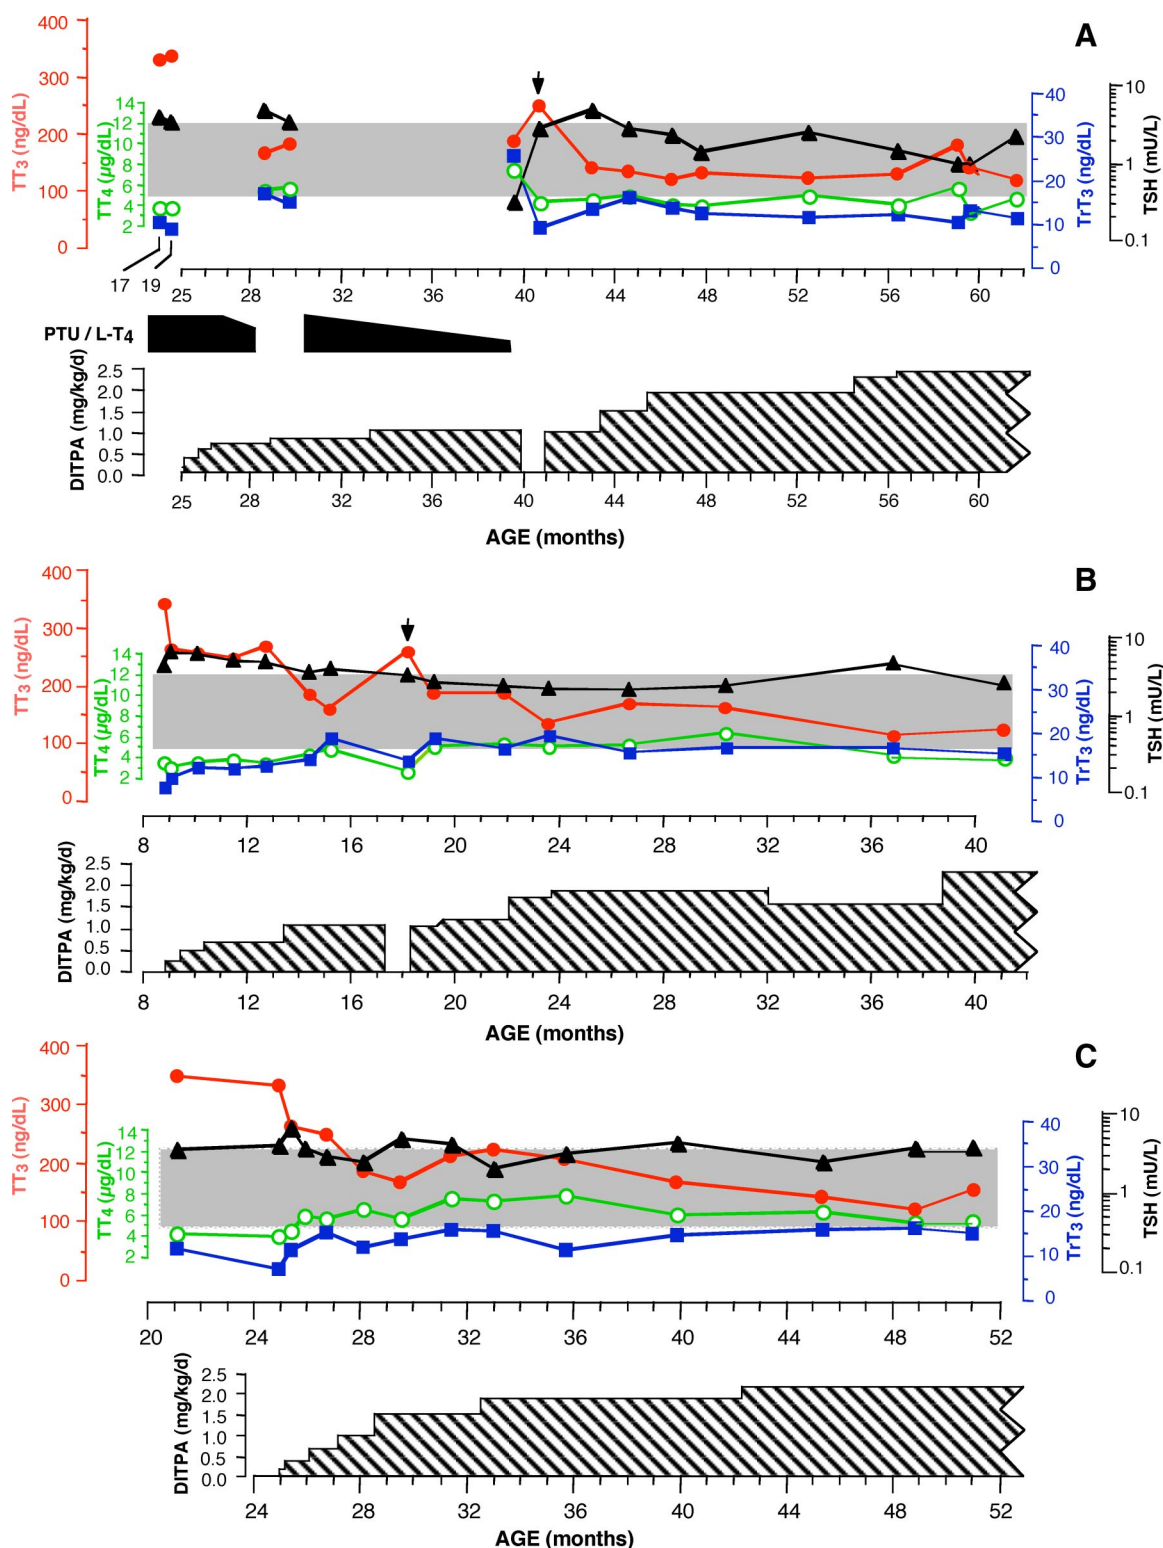 A
TT3 (ng/dL)
400
300
200
100
0
TT4 (µg/dL)
14
12
10
8
6
4
2
TrT3 (ng/dL)
40
30
20
10
0
TSH (mU/L)
10
1
0.1
17 19 25 28 32 36 40 44 48 52 56 60
PTU / L-T4
DITPA (mg/kg/d)
2.5
2.0
1.5
1.0
0.5
0.0
25 28 32 36 40 44 48 52 56 60
AGE (months)
B
TT3 (ng/dL)
400
300
200
100
0
TT4 (µg/dL)
14
12
10
8
6
4
2
TrT3 (ng/dL)
40
30
20
10
0
TSH (mU/L)
10
1
0.1
8 12 16 20 24 28 32 36 40
DITPA (mg/kg/d)
2.5
2.0
1.5
1.0
0.5
0.0
8 12 16 20 24 28 32 36 40
AGE (months)
C
TT3 (ng/dL)
400
300
200
100
0
TT4 (µg/dL)
14
12
10
8
6
4
2
TrT3 (ng/dL)
40
30
20
10
0
TSH (mU/L)
10
1
0.1
20 24 28 32 36 40 44 48 52
DITPA (mg/kg/d)
2.5
2.0
1.5
1.0
0.5
0.0
24 28 32 36 40 44 48 52
AGE (months)